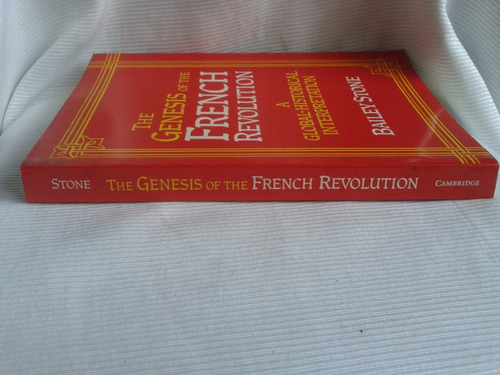 THE
GENESIS OF THE
FRENCH
REVOLUTION
A
GLOBAL-HISTORICAL
INTERPRETATION
BAILEY STONE
STONE THE GENESIS OF THE FRENCH REVOLUTION CAMBRIDGE